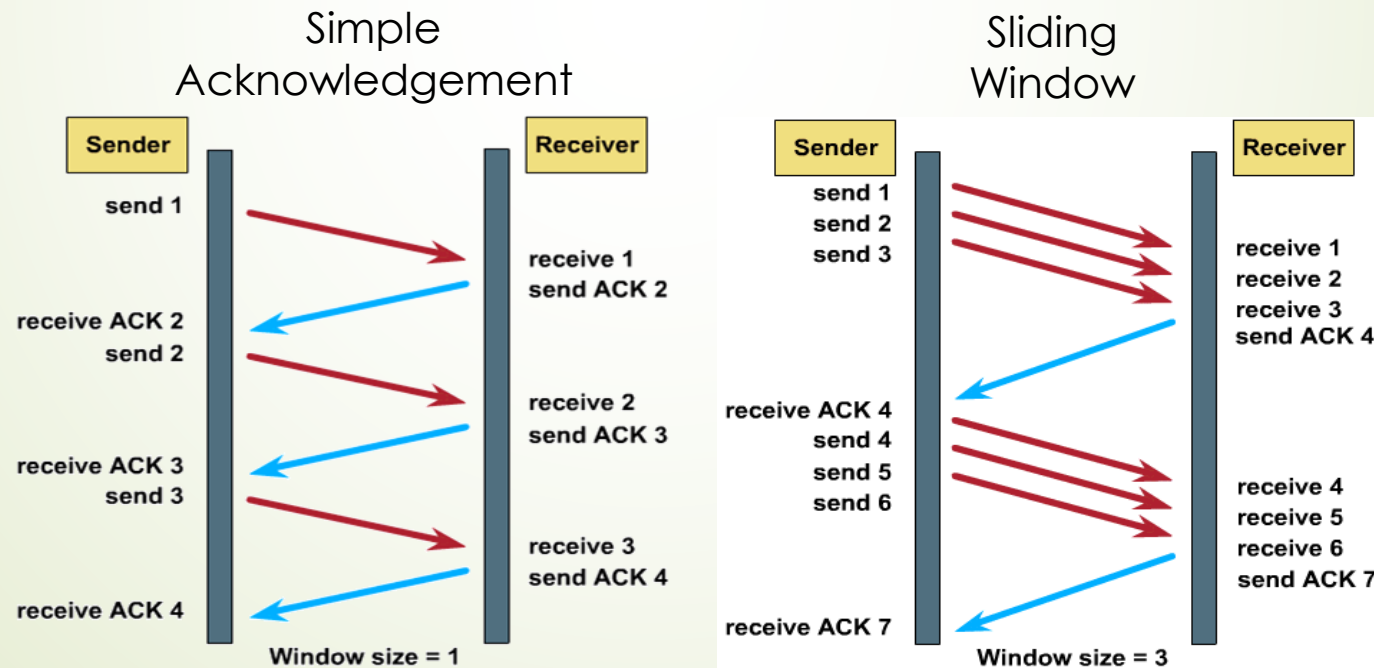 Simple
Acknowledgement
Sender
Receiver
send 1
receive 1
send ACK 2
receive ACK 2
send 2
receive 2
send ACK 3
receive ACK 3
send 3
receive 3
send ACK 4
receive ACK 4
Window size = 1
Sliding
Window
Sender
Receiver
send 1
send 2
send 3
receive 1
receive 2
receive 3
send ACK 4
receive ACK 4
send 4
send 5
send 6
receive 4
receive 5
receive 6
send ACK 7
receive ACK 7
Window size = 3